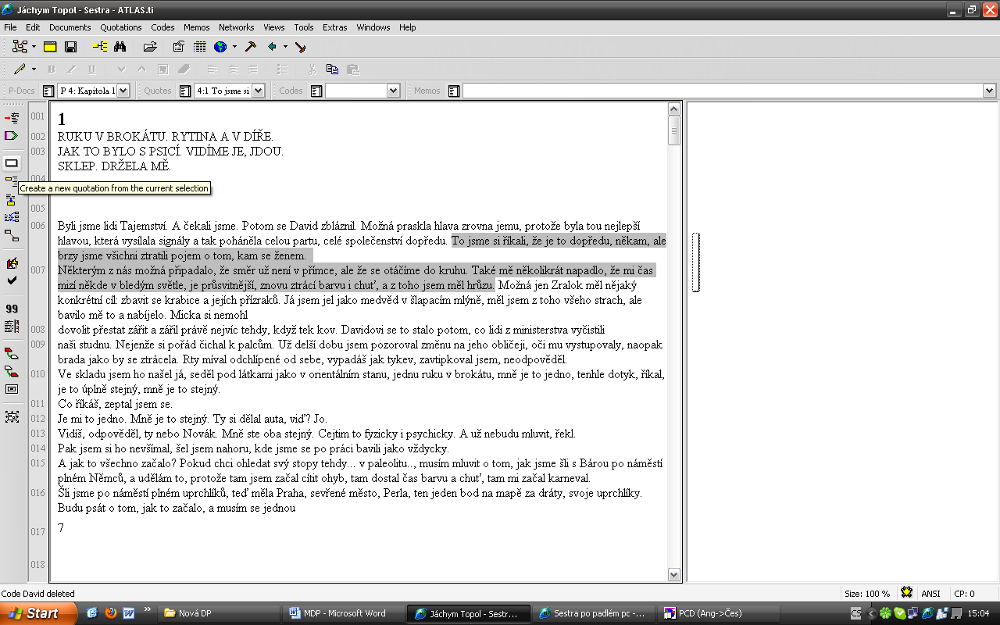 Jáchym Topol - Sestra - ATLAS.ti
File Edit Documents Quotations Codes Memos Networks Views Tools Extras Windows Help
B I U
P-Docs P 4: Kapitola 1 Quotes 4:1 To jsme si Codes Memos
001 1
002 RUKU V BROKÁTU. RYTINA A V DÍŘE.
003 JAK TO BYLO S PSICÍ. VIDÍME JE, JDOU.
SKLEP. DRŽELA MĚ.
004
Create a new quotation from the current selection
005
006 Byli jsme lidi Tajemství. A čekali jsme. Potom se David zbláznil. Možná praskla hlava zrovna jemu, protože byla tou nejlepší
hlavou, která vysílala signály a tak poháněla celou partu, celé společenství dopředu. To jsme si říkali, že je to dopředu, někam, ale
brzy jsme všichni ztratili pojem o tom, kam se ženem.
007 Některým z nás možná připadalo, že směr už není v přímce, ale že se otáčíme do kruhu. Také mě několikrát napadlo, že mi čas
mizí někde v bledým světle, je průsvitnější, znovu ztrácí barvu i chuť, a z toho jsem měl hrůzu. Možná jen Zralok měl nějaký
konkrétní cíl: zbavit se krabice a jejích přízraků. Já jsem jel jako medvěd v šlapacím mlýně, měl jsem z toho všeho strach, ale
bavilo mě to a nabíjelo. Micka si nemohl
008 dovolit přestat zářit a zářil právě nejvíc tehdy, když tek kov. Davidovi se to stalo potom, co lidi z ministerstva vyčistili
009 naši studnu. Nejenže si pořád čichal k palcům. Už delší dobu jsem pozoroval změnu na jeho obličeji, oči mu vystupovaly, naopak
brada jako by se ztrácela. Rty míval odchlípené od sebe, vypadáš jak tykev, zavtipkoval jsem, neodpověděl.
010 Ve skladu jsem ho našel já, seděl pod látkami jako v orientálním stanu, jednu ruku v brokátu, mně je to jedno, tenhle dotyk, říkal,
je to úplně stejný, mně je to stejný.
011 Co říkáš, zeptal jsem se.
012 Je mi to jedno. Mně je to stejný. Ty si dělal auta, viď? Jo.
013 Vidíš, odpověděl, ty nebo Novák. Mně ste oba stejný. Cejtim to fyzicky i psychicky. A už nebudu mluvit, řekl.
014 Pak jsem si ho nevšímal, šel jsem nahoru, kde jsme se po práci bavili jako vždycky.
015 A jak to všechno začalo? Pokud chci ohledat svý stopy tehdy... v paleolitu.., musím mluvit o tom, jak jsme šli s Bárou po náměstí
plném Němců, a udělám to, protože tam jsem začal cítit ohyb, tam dostal čas barvu a chuť, tam mi začal karneval.
016 Šli jsme po náměstí plným uprchlíků, teď měla Praha, sevřené město, Perla, ten jeden bod na mapě za dráty, svoje uprchlíky.
Budu psát o tom, jak to začalo, a musím se jednou
017 7
018
Code David deleted Size: 100 % ANSI CP: 0
Start Nová DP MDP - Microsoft Word Jáchym Topol - Sestr... Sestra po padlém pc -... PCD (Ang->Čes) CS 15:04